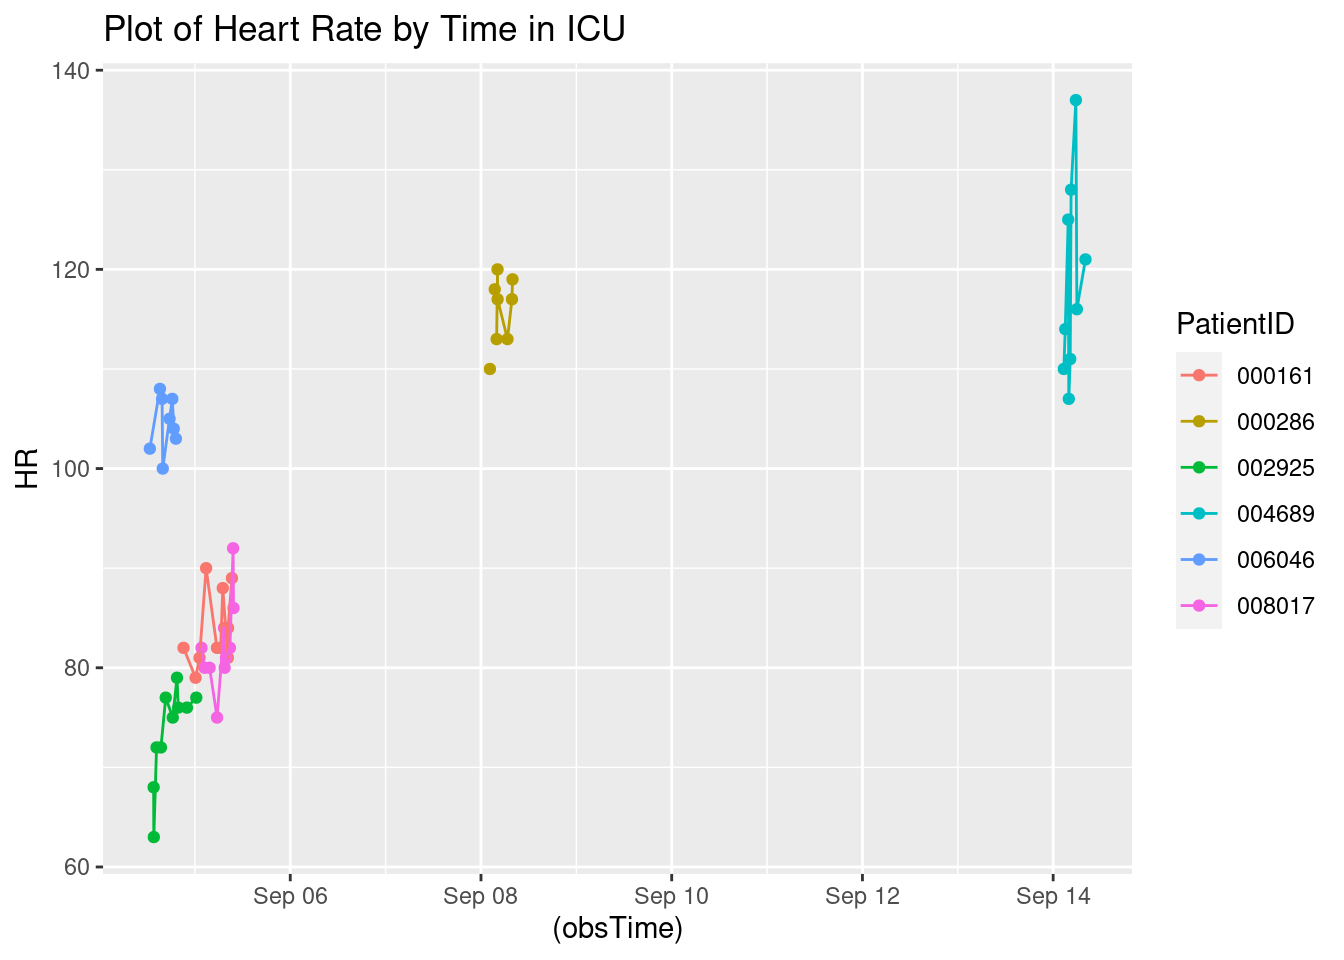 Plot of Heart Rate by Time in ICU
140
120
100
80
60
HR
Sep 06
Sep 08
Sep 10
Sep 12
Sep 14
(obsTime)
PatientID
000161
000286
002925
004689
006046
008017